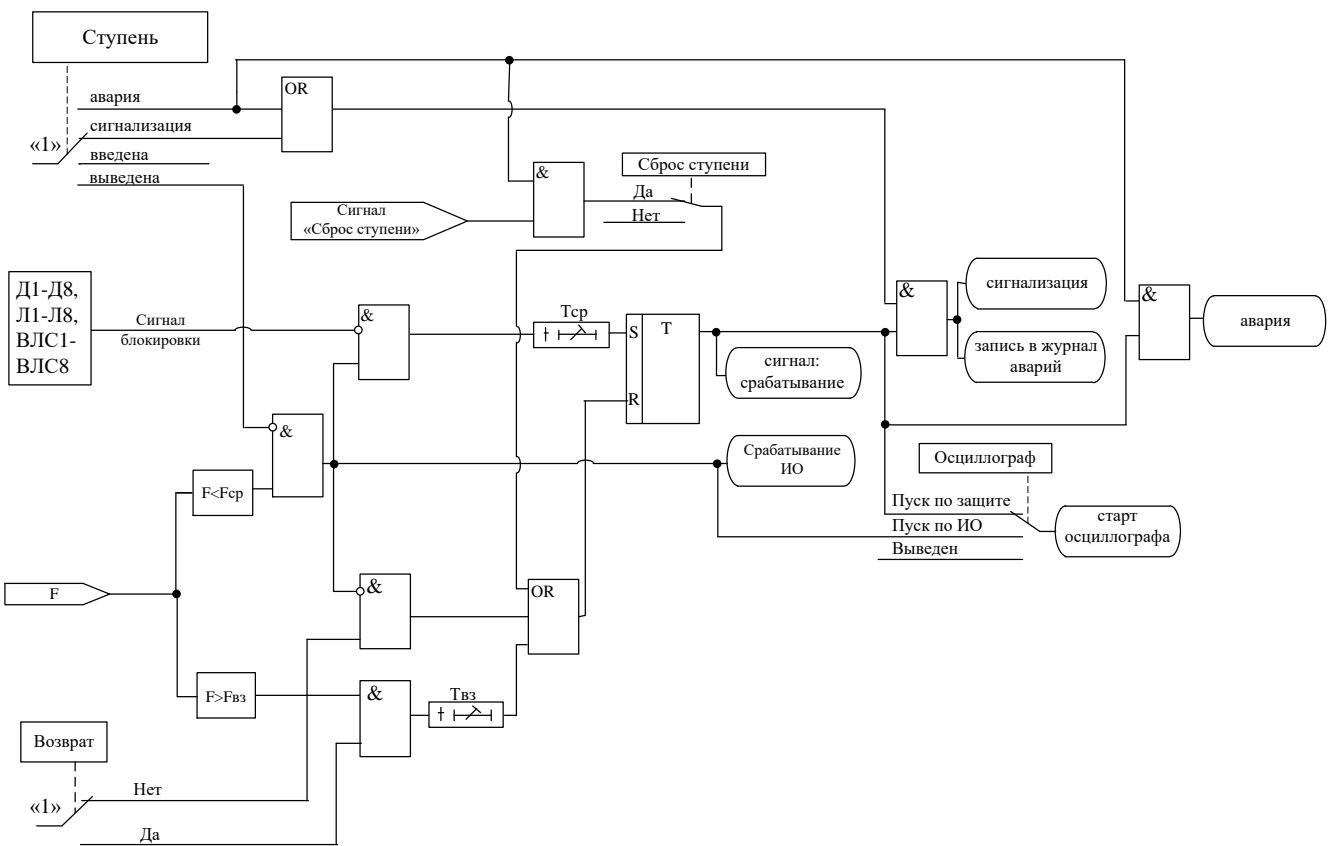 Ступень
авария
OR
сигнализация
«1»
введена
выведена
&
Сброс ступени
Да
Нет
Сигнал
«Сброс ступени»
Д1-Д8,
Л1-Л8,
ВЛС1-
ВЛС8
Сигнал
блокировки
&
Тср
S
T
R
сигнал:
срабатывание
&
сигнализация
запись в журнал
аварий
&
авария
&
F<Fср
Срабатывание
ИО
Осциллограф
Пуск по защите
Пуск по ИО
Выведен
старт
осциллографа
F
&
OR
F>Fвз
&
Твз
Возврат
«1»
Нет
Да